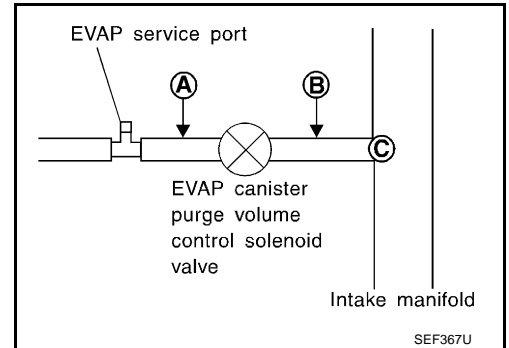 EVAP service port
A
B
C
EVAP canister
purge volume
control solenoid
valve
Intake manifold
SEF367U